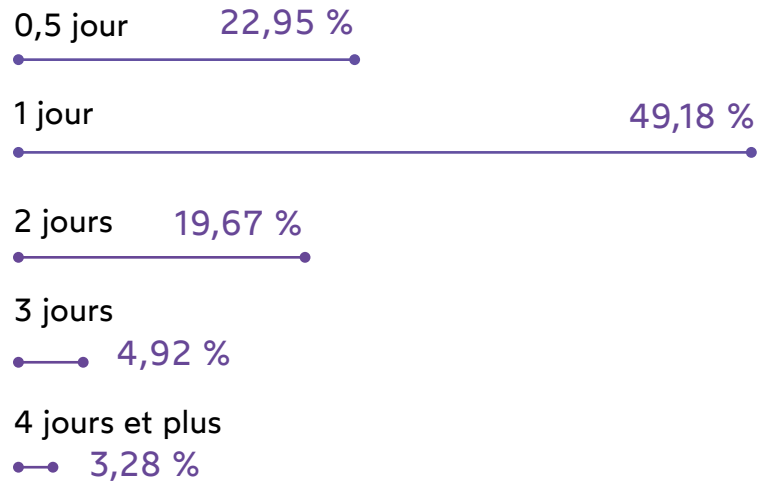 0,5 jour 22,95 %
1 jour 49,18 %
2 jours 19,67 %
3 jours
4,92 %
4 jours et plus
3,28 %